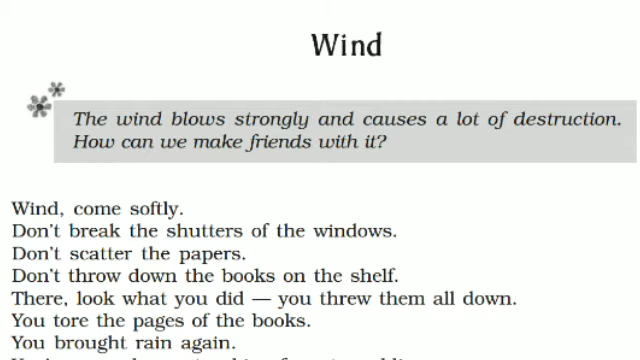 Wind
The wind blows strongly and causes a lot of destruction.
How can we make friends with it?
Wind, come softly.
Don't break the shutters of the windows.
Don't scatter the papers.
Don't throw down the books on the shelf.
There, look what you did — you threw them all down.
You tore the pages of the books.
You brought rain again.